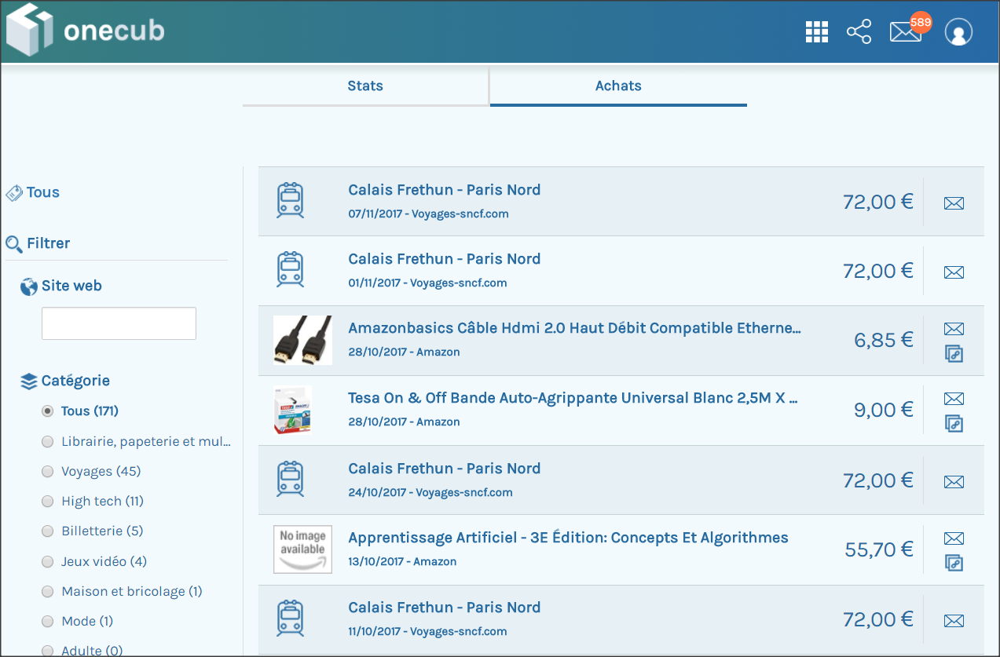 onecub
589
Stats
Achats
Tous
Filtrer
Site web
Catégorie
Tous (171)
Librairie, papeterie et mul...
Voyages (45)
High tech (11)
Billetterie (5)
Jeux vidéo (4)
Maison et bricolage (1)
Mode (1)
Adulte (0)
Calais Frethun - Paris Nord
07/11/2017 - Voyages-sncf.com
72,00 €
Calais Frethun - Paris Nord
01/11/2017 - Voyages-sncf.com
72,00 €
Amazonbasics Câble Hdmi 2.0 Haut Débit Compatible Etherne...
28/10/2017 - Amazon
6,85 €
Tesa On & Off Bande Auto-Agrippante Universal Blanc 2,5M X ...
28/10/2017 - Amazon
9,00 €
Calais Frethun - Paris Nord
24/10/2017 - Voyages-sncf.com
72,00 €
No image
available
Apprentissage Artificiel - 3E Édition: Concepts Et Algorithmes
13/10/2017 - Amazon
55,70 €
Calais Frethun - Paris Nord
11/10/2017 - Voyages-sncf.com
72,00 €